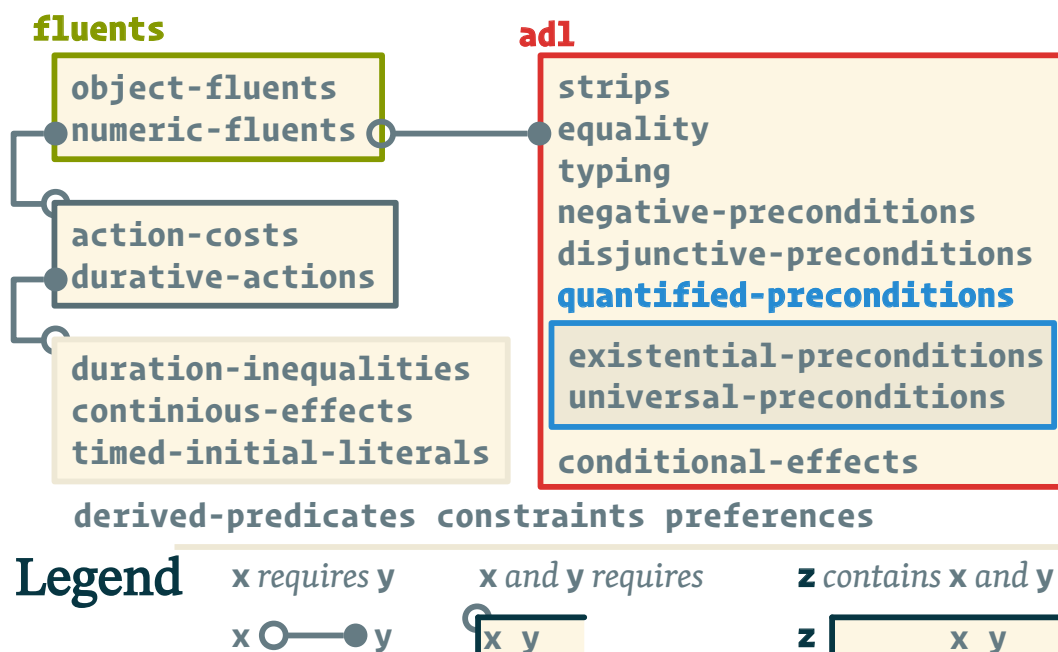 fluents
object-fluents
numeric-fluents
action-costs
durative-actions
duration-inequalities
continious-effects
timed-initial-literals
adl
strips
equality
typing
negative-preconditions
disjunctive-preconditions
quantified-preconditions
existential-preconditions
universal-preconditions
conditional-effects
derived-predicates constraints preferences
Legend
x requires y
x y
x and y requires
x y
z contains x and y
z x y